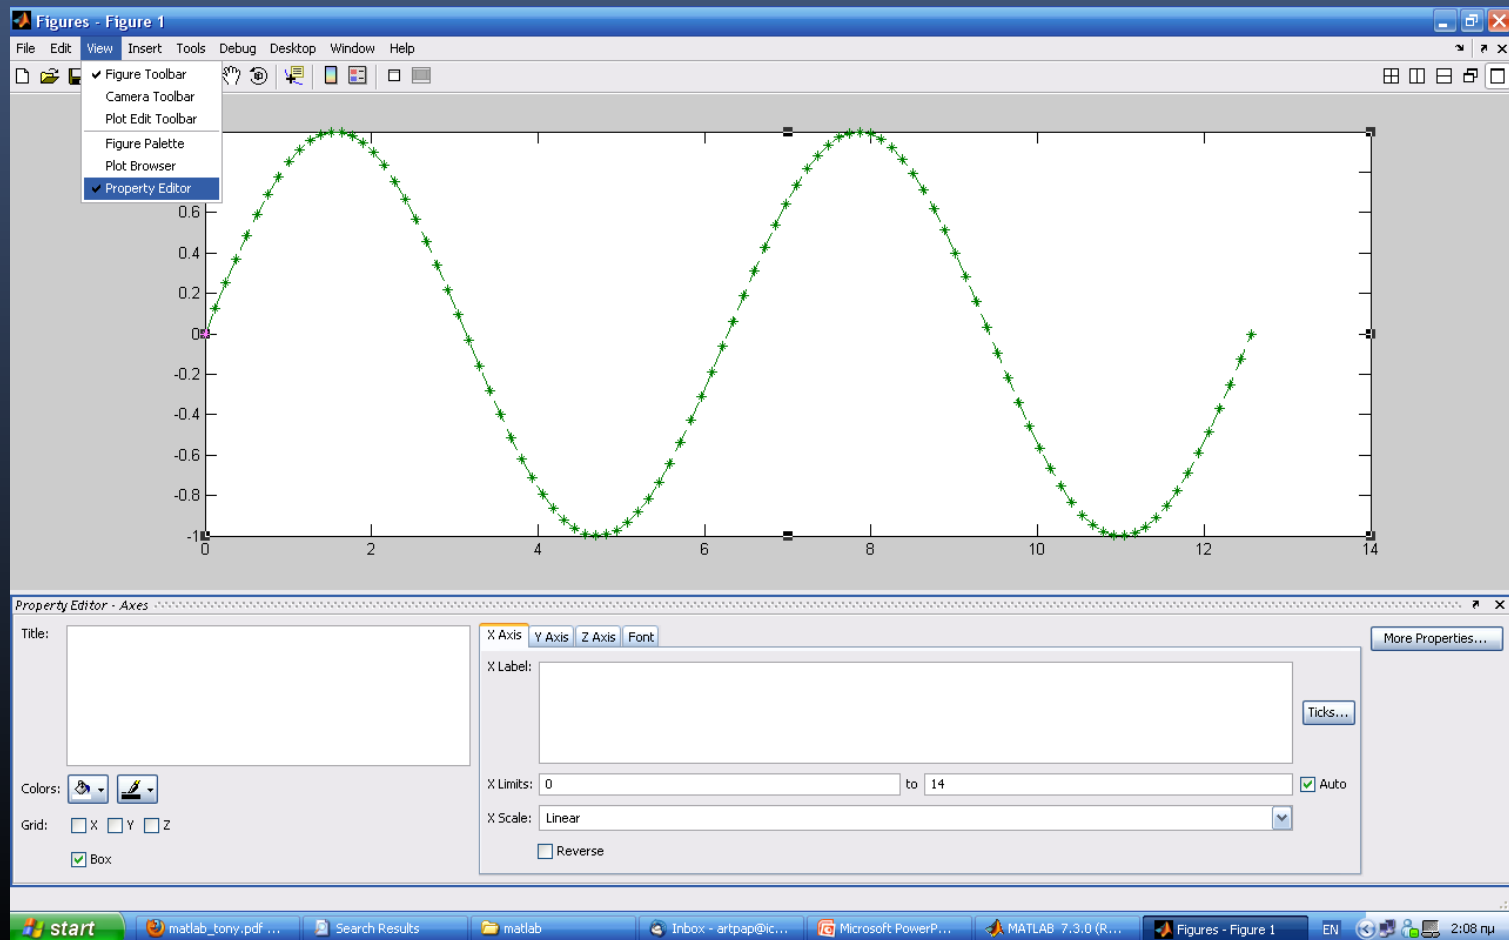 Figures - Figure 1
File Edit View Insert Tools Debug Desktop Window Help
Figure Toolbar
Camera Toolbar
Plot Edit Toolbar
Figure Palette
Plot Browser
Property Editor
0.6
0.4
0.2
0
-0.2
-0.4
-0.6
-0.8
-1
0 2 4 6 8 10 12 14
Property Editor - Axes
Title:
X Axis Y Axis Z Axis Font
More Properties...
X Label:
Ticks...
Colors:
X Limits: 0 to 14 Auto
Grid: X Y Z
X Scale: Linear
Box
Reverse
start matlab_tony.pdf ... Search Results matlab Inbox - artpap@ic... Microsoft PowerP... MATLAB 7.3.0 (R... Figures - Figure 1 EN 2:08 πμ